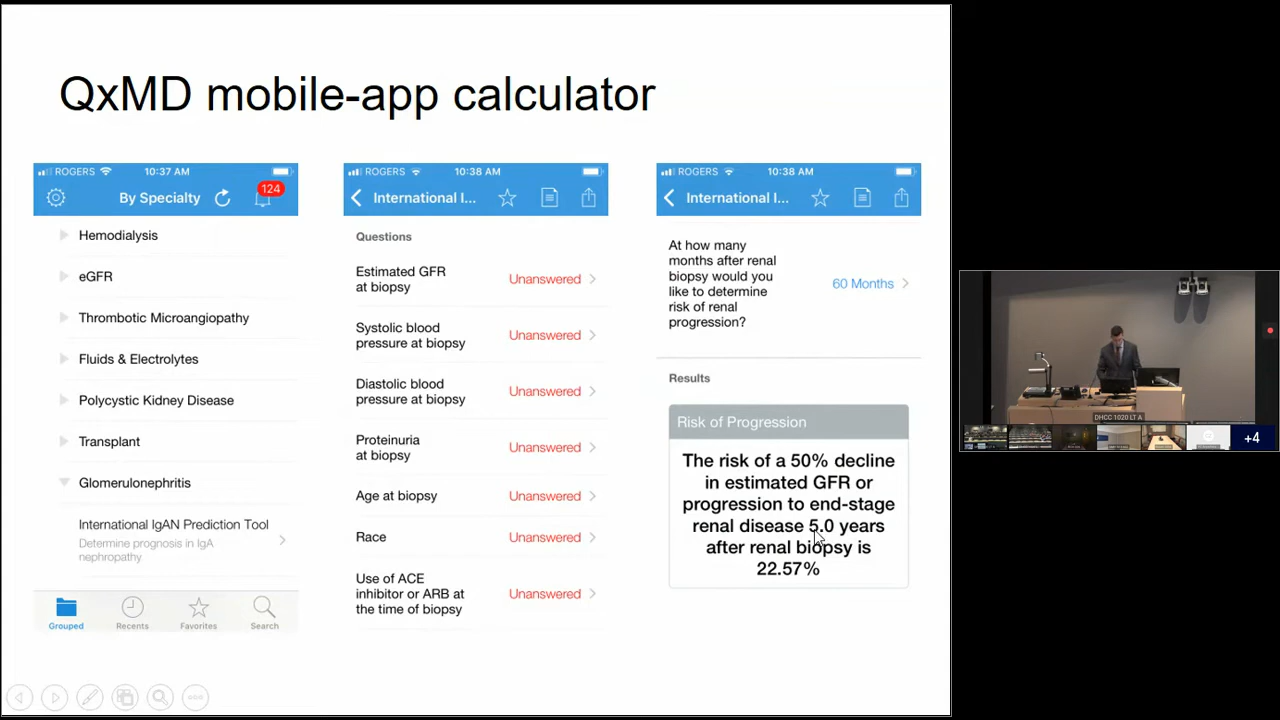 QxMD mobile-app calculator
ROGERS 10:37 AM
By Specialty 124
Hemodialysis
eGFR
Thrombotic Microangiopathy
Fluids & Electrolytes
Polycystic Kidney Disease
Transplant
Glomerulonephritis
International IgAN Prediction Tool
Determine prognosis in IgA
nephropathy
Grouped Recents Favorites Search
ROGERS 10:38 AM
International I...
Questions
Estimated GFR
at biopsy Unanswered
Systolic blood
pressure at biopsy Unanswered
Diastolic blood
pressure at biopsy Unanswered
Proteinuria
at biopsy Unanswered
Age at biopsy Unanswered
Race Unanswered
Use of ACE
inhibitor or ARB at
the time of biopsy Unanswered
ROGERS 10:38 AM
International I...
At how many
months after renal
biopsy would you
like to determine
risk of renal
progression?
60 Months
Results
Risk of Progression
The risk of a 50% decline
in estimated GFR or
progression to end-stage
renal disease 5.0 years
after renal biopsy is
22.57%
DHCC 1020 LT A
+4